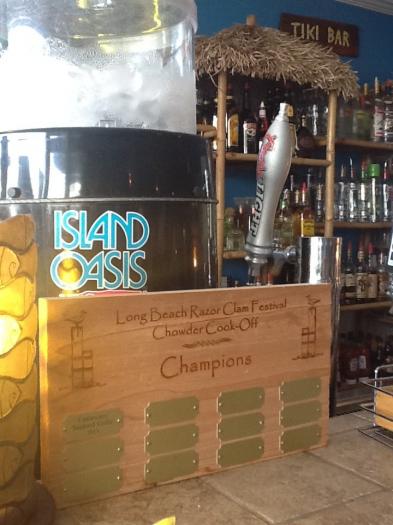 TIKI BAR
ISLAND
OASIS
Long Beach Razor Clam Festival
Chowder Cook-Off
Champions